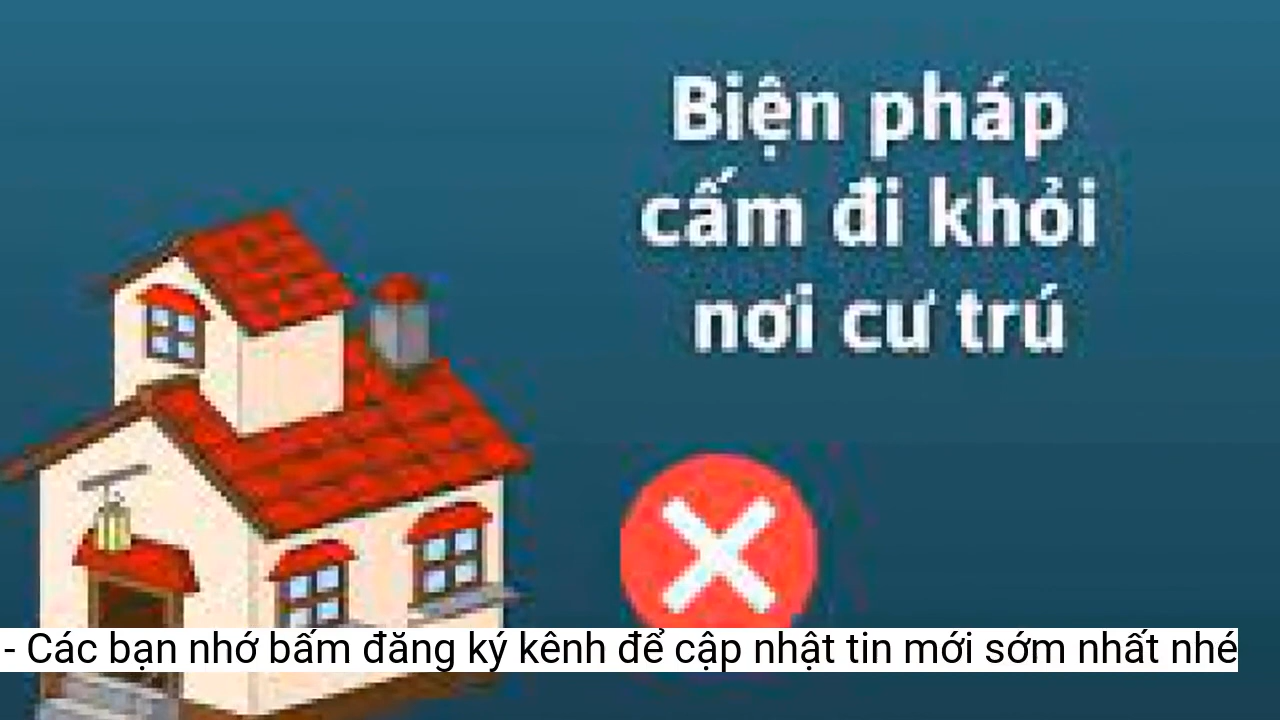 Biện pháp
cấm đi khỏi
nơi cư trú
- Các bạn nhớ bấm đăng ký kênh để cập nhật tin mới sớm nhất nhé